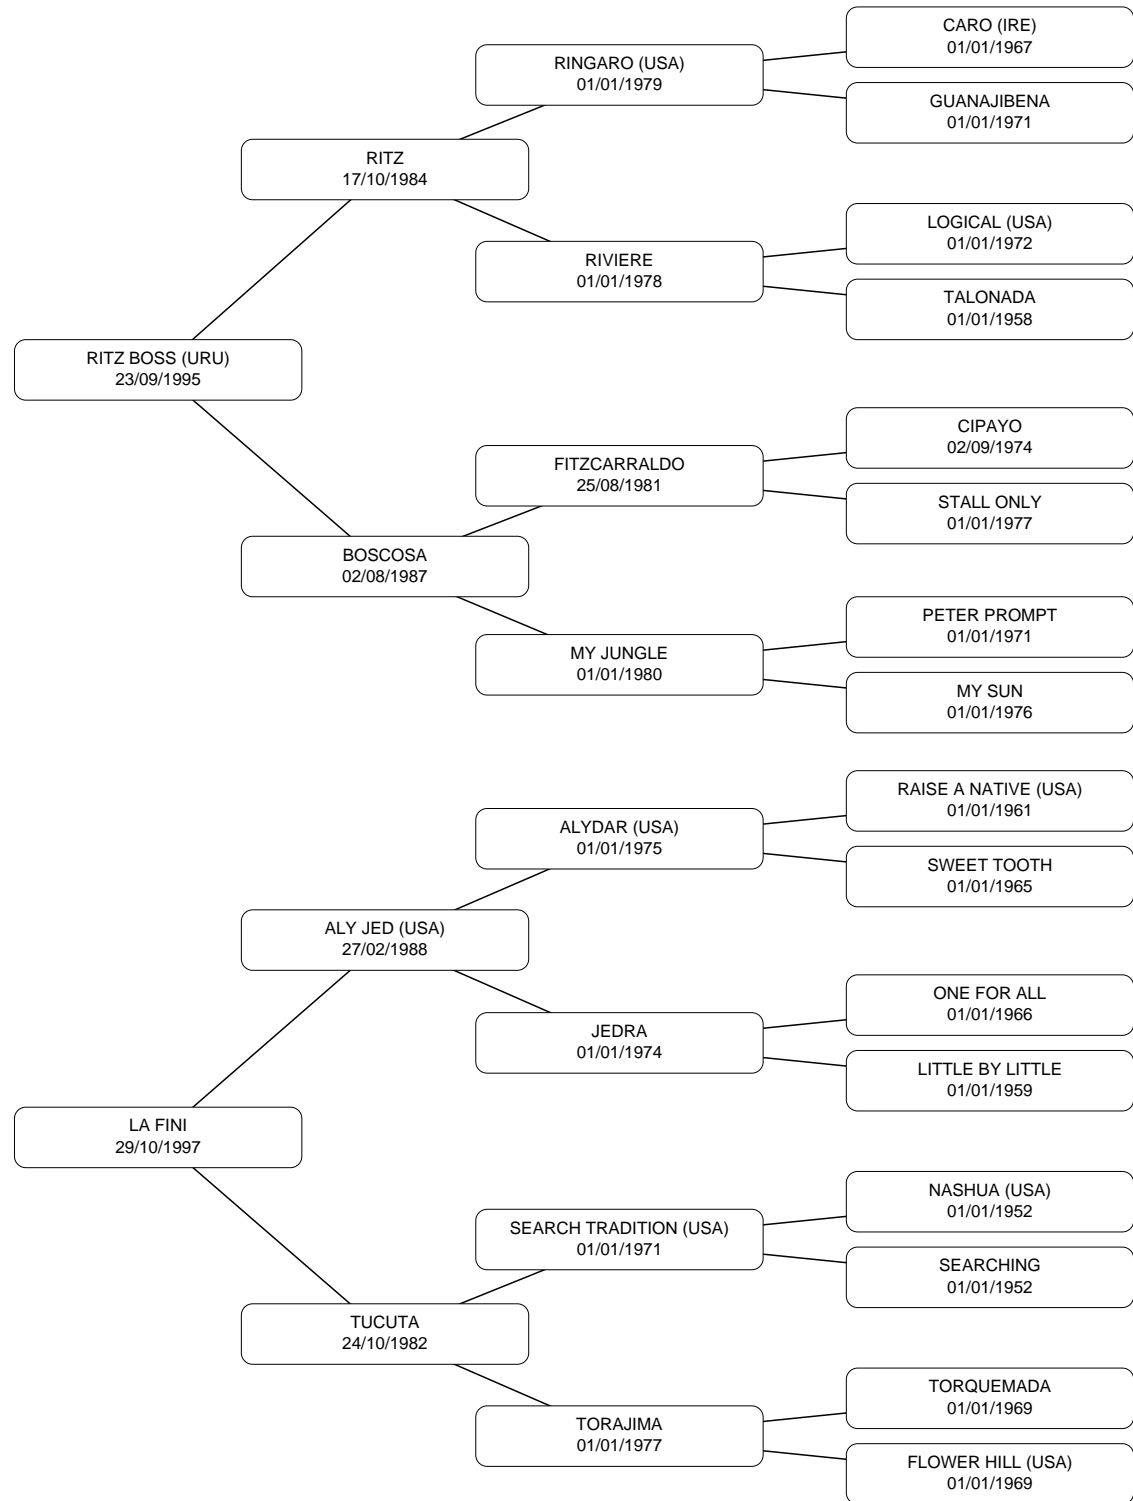 CARO (IRE)
01/01/1967
RINGARO (USA)
01/01/1979
GUANAJIBENA
01/01/1971
RITZ
17/10/1984
LOGICAL (USA)
01/01/1972
RIVIERE
01/01/1978
TALONADA
01/01/1958
RITZ BOSS (URU)
23/09/1995
CIPAYO
02/09/1974
FITZCARRALDO
25/08/1981
STALL ONLY
01/01/1977
BOSCOSA
02/08/1987
PETER PROMPT
01/01/1971
MY JUNGLE
01/01/1980
MY SUN
01/01/1976
RAISE A NATIVE (USA)
01/01/1961
ALYDAR (USA)
01/01/1975
SWEET TOOTH
01/01/1965
ALY JED (USA)
27/02/1988
ONE FOR ALL
01/01/1966
JEDRA
01/01/1974
LITTLE BY LITTLE
01/01/1959
LA FINI
29/10/1997
NASHUA (USA)
01/01/1952
SEARCH TRADITION (USA)
01/01/1971
SEARCHING
01/01/1952
TUCUTA
24/10/1982
TORQUEMADA
01/01/1969
TORAJIMA
01/01/1977
FLOWER HILL (USA)
01/01/1969